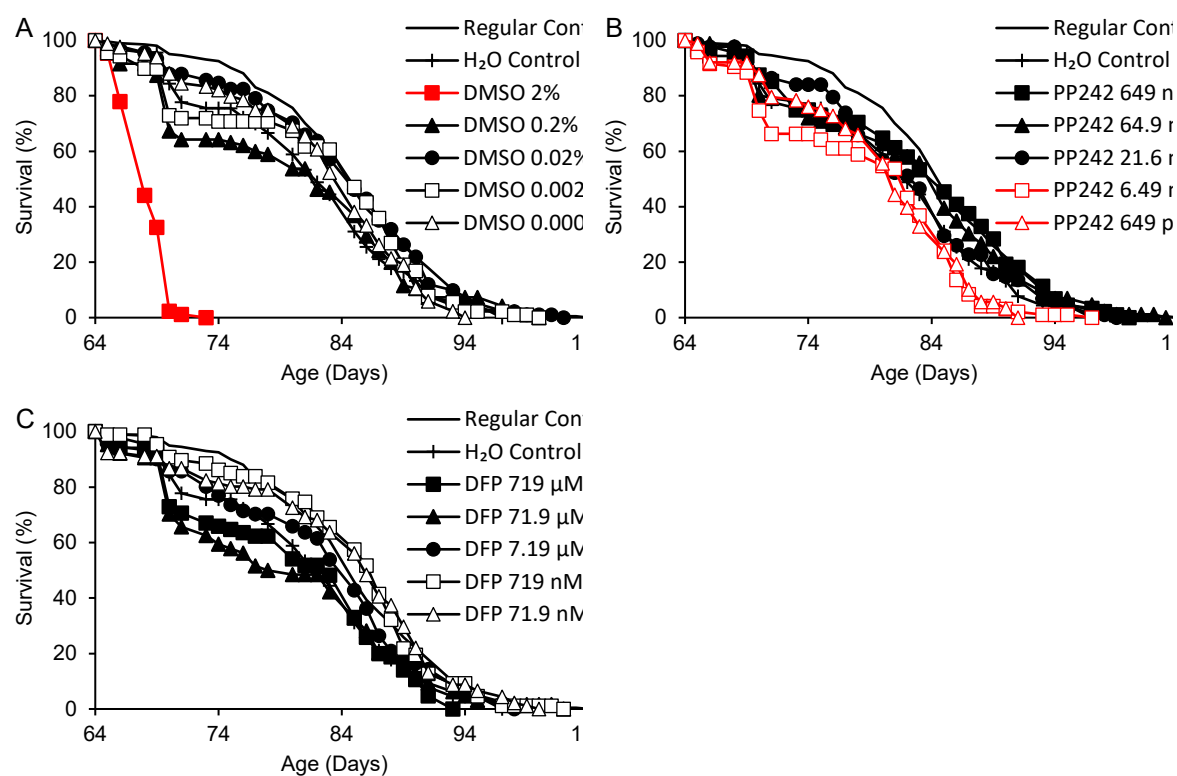 A
Regular Cont
H₂O Control
DMSO 2%
DMSO 0.2%
DMSO 0.02%
DMSO 0.002
DMSO 0.000
Survival (%)
100
80
60
40
20
0
64
74
84
94
Age (Days)
B
Regular Cont
H₂O Control
PP242 649 n
PP242 64.9 n
PP242 21.6 n
PP242 6.49 n
PP242 649 p
Survival (%)
100
80
60
40
20
0
64
74
84
94
1
Age (Days)
C
Regular Cont
H₂O Control
DFP 719 µM
DFP 71.9 µM
DFP 7.19 µM
DFP 719 nM
DFP 71.9 nM
Survival (%)
100
80
60
40
20
0
64
74
84
94
1
Age (Days)